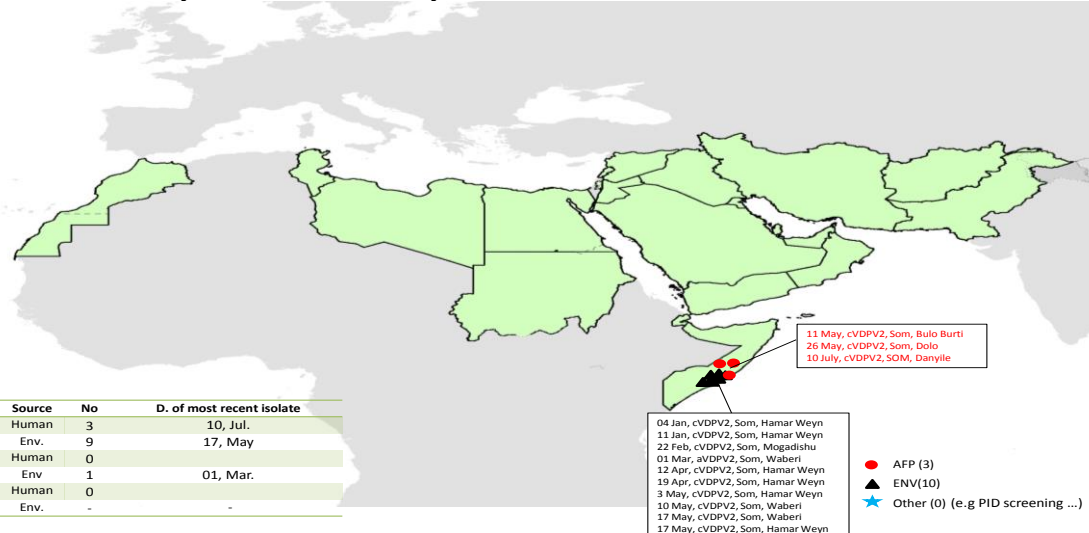 11 May, cVDPV2, Som, Bulo Burti
26 May, cVDPV2, Som, Dolo
10 July, cVDPV2, SOM, Danyile
Source No D. of most recent isolate
Human 3 10, Jul.
Env. 9 17, May
Human 0
Env 1 01, Mar.
Human 0
Env. - -
04 Jan, cVDPV2, Som, Hamar Weyn
11 Jan, cVDPV2, Som, Hamar Weyn
22 Feb, cVDPV2, Som, Mogadishu
01 Mar, aVDPV2, Som, Waberi
12 Apr, cVDPV2, Som, Hamar Weyn
19 Apr, cVDPV2, Som, Hamar Weyn
3 May, cVDPV2, Som, Hamar Weyn
10 May, cVDPV2, Som, Waberi
17 May, cVDPV2, Som, Waberi
17 May, cVDPV2, Som, Hamar Weyn
AFP (3)
ENV(10)
Other (0) (e.g PID screening ...)